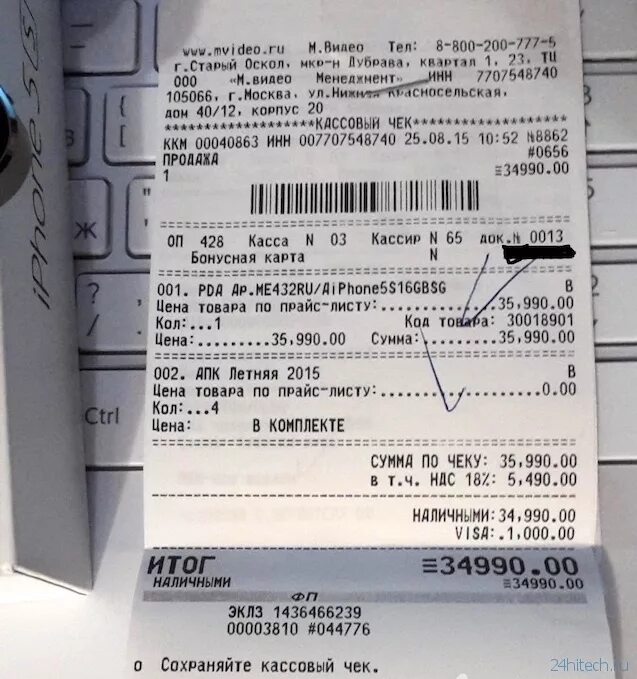 www.mvideo.ru М.Видео Тел: 8-800-200-777-5
г.Старый Оскол, мкр-н Дубрава, квартал 1, 23, ТЦ
ООО «М.видео Менеджмент» ИНН 7707548740
105066, г.Москва, ул.Нижняя Красносельская,
дом 40/12, корпус 20
КАССОВЫЙ ЧЕК
ККМ 00040863 ИНН 007707548740 25.08.15 10:52 №8862
ПРОДАЖА #0656
1 ≡34990.00
ОП 428 Касса N 03 Кассир N 65 док.N 0013
Бонусная карта N
001. PDA Ap.ME432RU/AiPhone5S16GBSG В
Цена товара по прайс-листу:............35,990.00
Кол:...1 Код товара: 30018901
Цена:........35,990.00 Сумма:........35,990.00
002. АПК Летняя 2015 В
Цена товара по прайс-листу:.................0.00
Кол:...4
Цена: В КОМПЛЕКТЕ
СУММА ПО ЧЕКУ: 35,990.00
в т.ч. НДС 18%: 5,490.00
НАЛИЧНЫМИ:34,990.00
VISA:.1,000.00
ИТОГ ≡34990.00
НАЛИЧНЫМИ ≡34990.00
ФП
ЭКЛЗ 1436466239
00003810 #044776
о Сохраняйте кассовый чек.
iPhone 5S
Ж
?
/
Ctrl
24hitech.ru